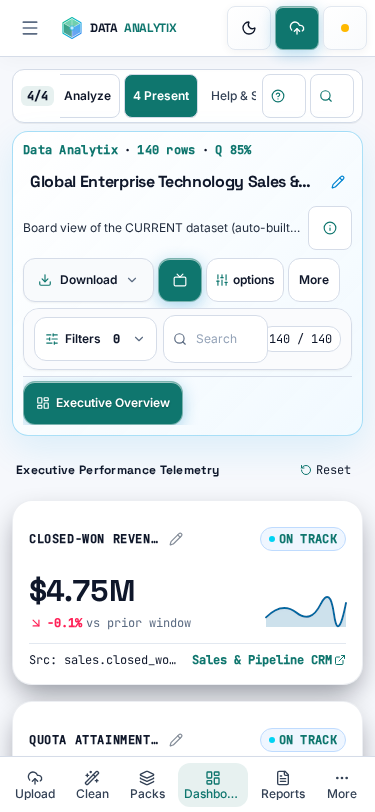 DATA ANALYTIX
4/4 Analyze 4 Present Help & S
Data Analytix · 140 rows · Q 85%
Global Enterprise Technology Sales &...
Board view of the CURRENT dataset (auto-built...
Download options More
Filters 0 Search 140 / 140
Executive Overview
Executive Performance Telemetry Reset
CLOSED-WON REVEN... ON TRACK
$4.75M
-0.1% vs prior window
Src: sales.closed_wo... Sales & Pipeline CRM
QUOTA ATTAINMENT... ON TRACK
Upload Clean Packs Dashbo... Reports More